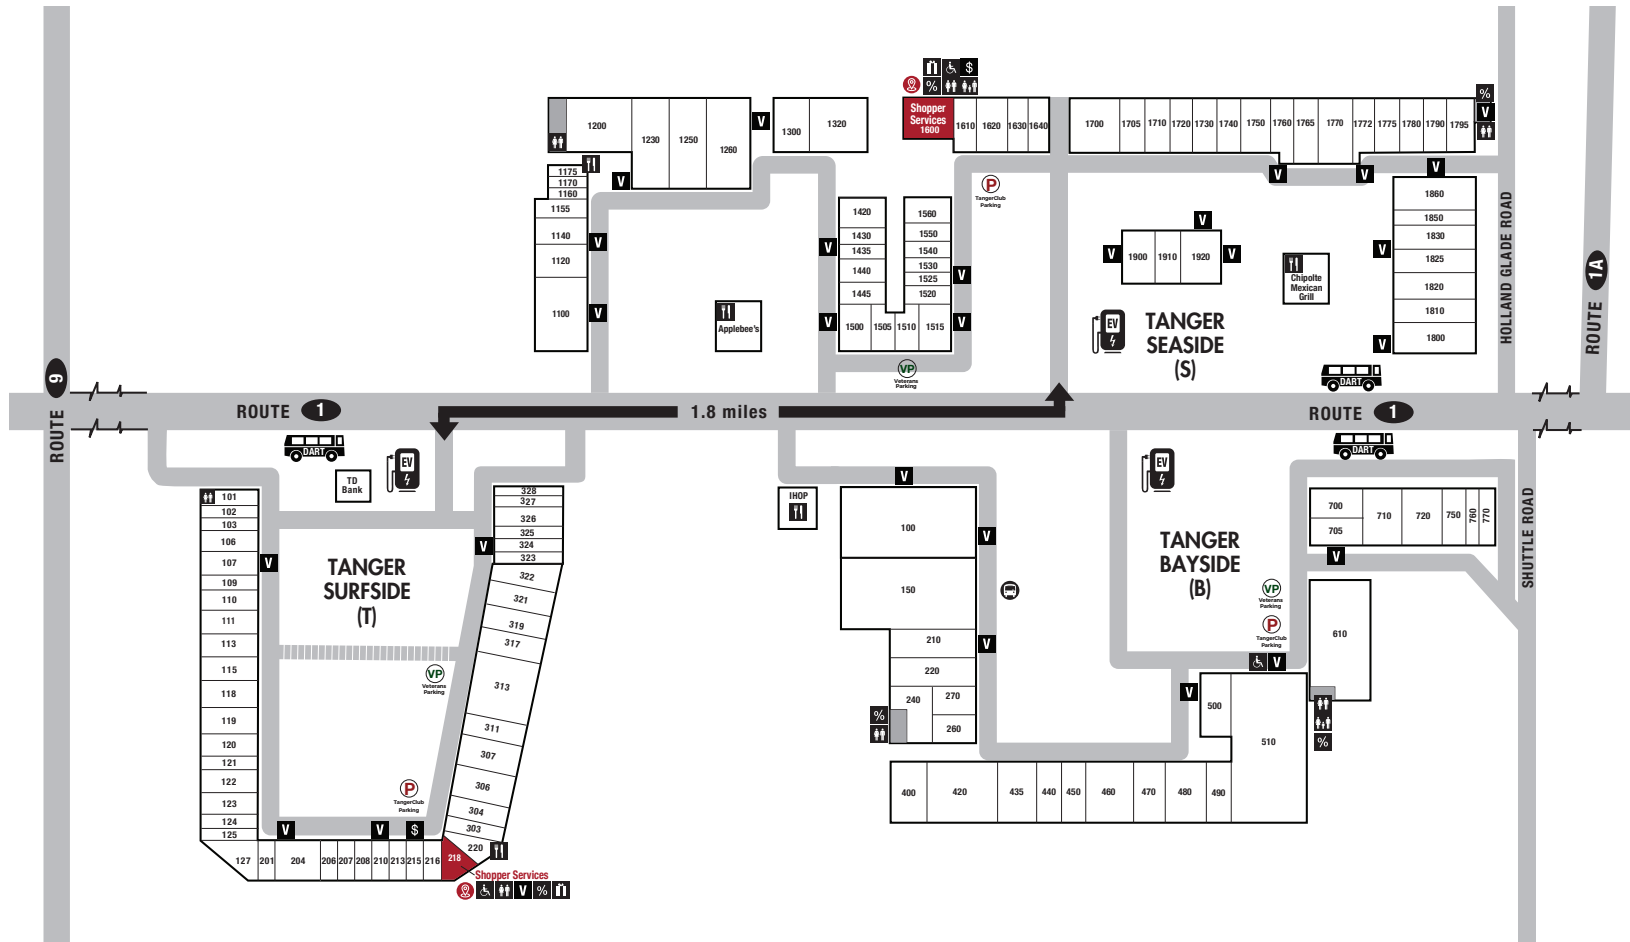 Shopper
Services
1600
1610
1620
1630
1640
1700
1705
1710
1720
1730
1740
1750
1760
1765
1770
1772
1775
1780
1790
1795
$
%
%
V
1200
1230
1250
1260
V
1300
1320
1175
1170
1160
1155
1140
1120
1100
V
V
V
Applebee's
1420
1430
1435
1440
1445
1500
1505
1510
1515
1560
1550
1540
1530
1525
1520
V
V
V
V
VP
Veterans
Parking
P
TangerClub
Parking
V
V
V
1860
1850
1830
1825
1820
1810
1800
V
V
V
V
V
1900
1910
1920
Chipolte
Mexican
Grill
EV
TANGER
SEASIDE
(S)
DART
HOLLAND GLADE ROAD
ROUTE 1A
ROUTE 9
ROUTE 1
1.8 miles
ROUTE 1
DART
TD
Bank
EV
101
102
103
106
107
109
110
111
113
115
118
119
120
121
122
123
124
125
127
201
204
206
207
208
210
213
215
216
218
220
V
V
V
$
TANGER
SURFSIDE
(T)
VP
Veterans
Parking
P
TangerClub
Parking
V
328
327
326
325
324
323
322
321
319
317
313
311
307
306
304
303
Shopper Services
V
%
IHOP
V
100
150
210
220
240
270
260
V
V
%
400
420
435
440
450
460
470
480
490
500
510
V
EV
TANGER
BAYSIDE
(B)
VP
Veterans
Parking
P
TangerClub
Parking
V
DART
700
705
710
720
750
760
770
V
610
%
SHUTTLE ROAD